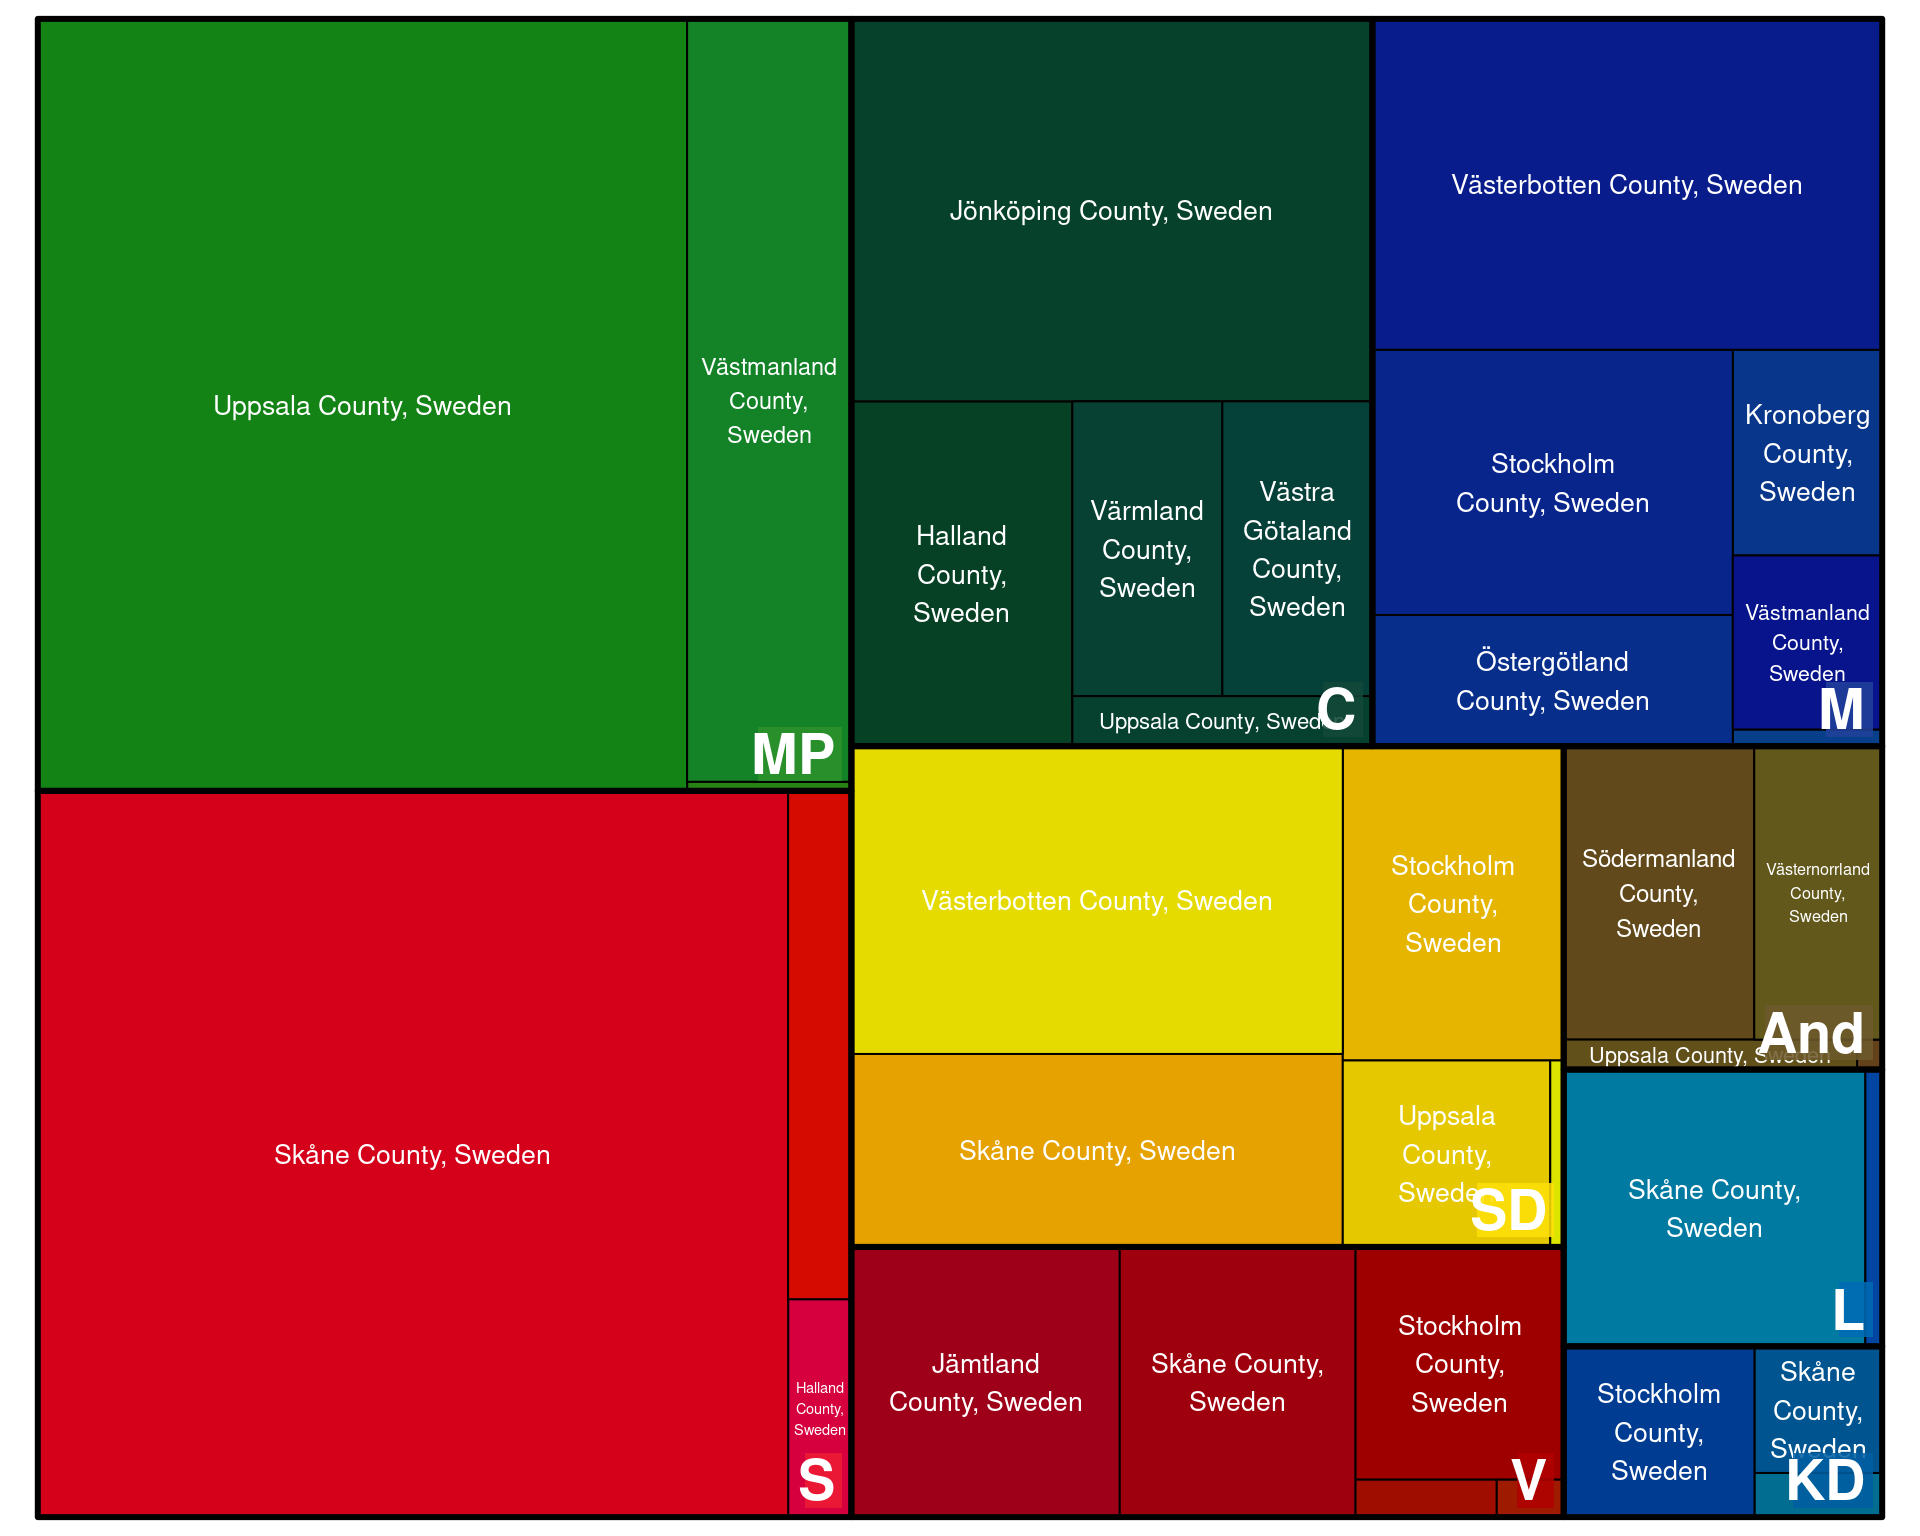 Uppsala County, Sweden
Västmanland
County,
Sweden
MP
Jönköping County, Sweden
Halland
County,
Sweden
Värmland
County,
Sweden
Västra
Götaland
County,
Sweden
Uppsala County, Sweden
C
Västerbotten County, Sweden
Stockholm
County, Sweden
Kronoberg
County,
Sweden
Östergötland
County, Sweden
Västmanland
County,
Sweden
M
Skåne County, Sweden
Halland
County,
Sweden
S
Västerbotten County, Sweden
Stockholm
County,
Sweden
Skåne County, Sweden
Uppsala
County,
Sweden
SD
Södermanland
County,
Sweden
Västernorrland
County,
Sweden
Uppsala County, Sweden
And
Skåne County,
Sweden
L
Jämtland
County, Sweden
Skåne County,
Sweden
Stockholm
County,
Sweden
V
Stockholm
County,
Sweden
Skåne
County,
Sweden
KD